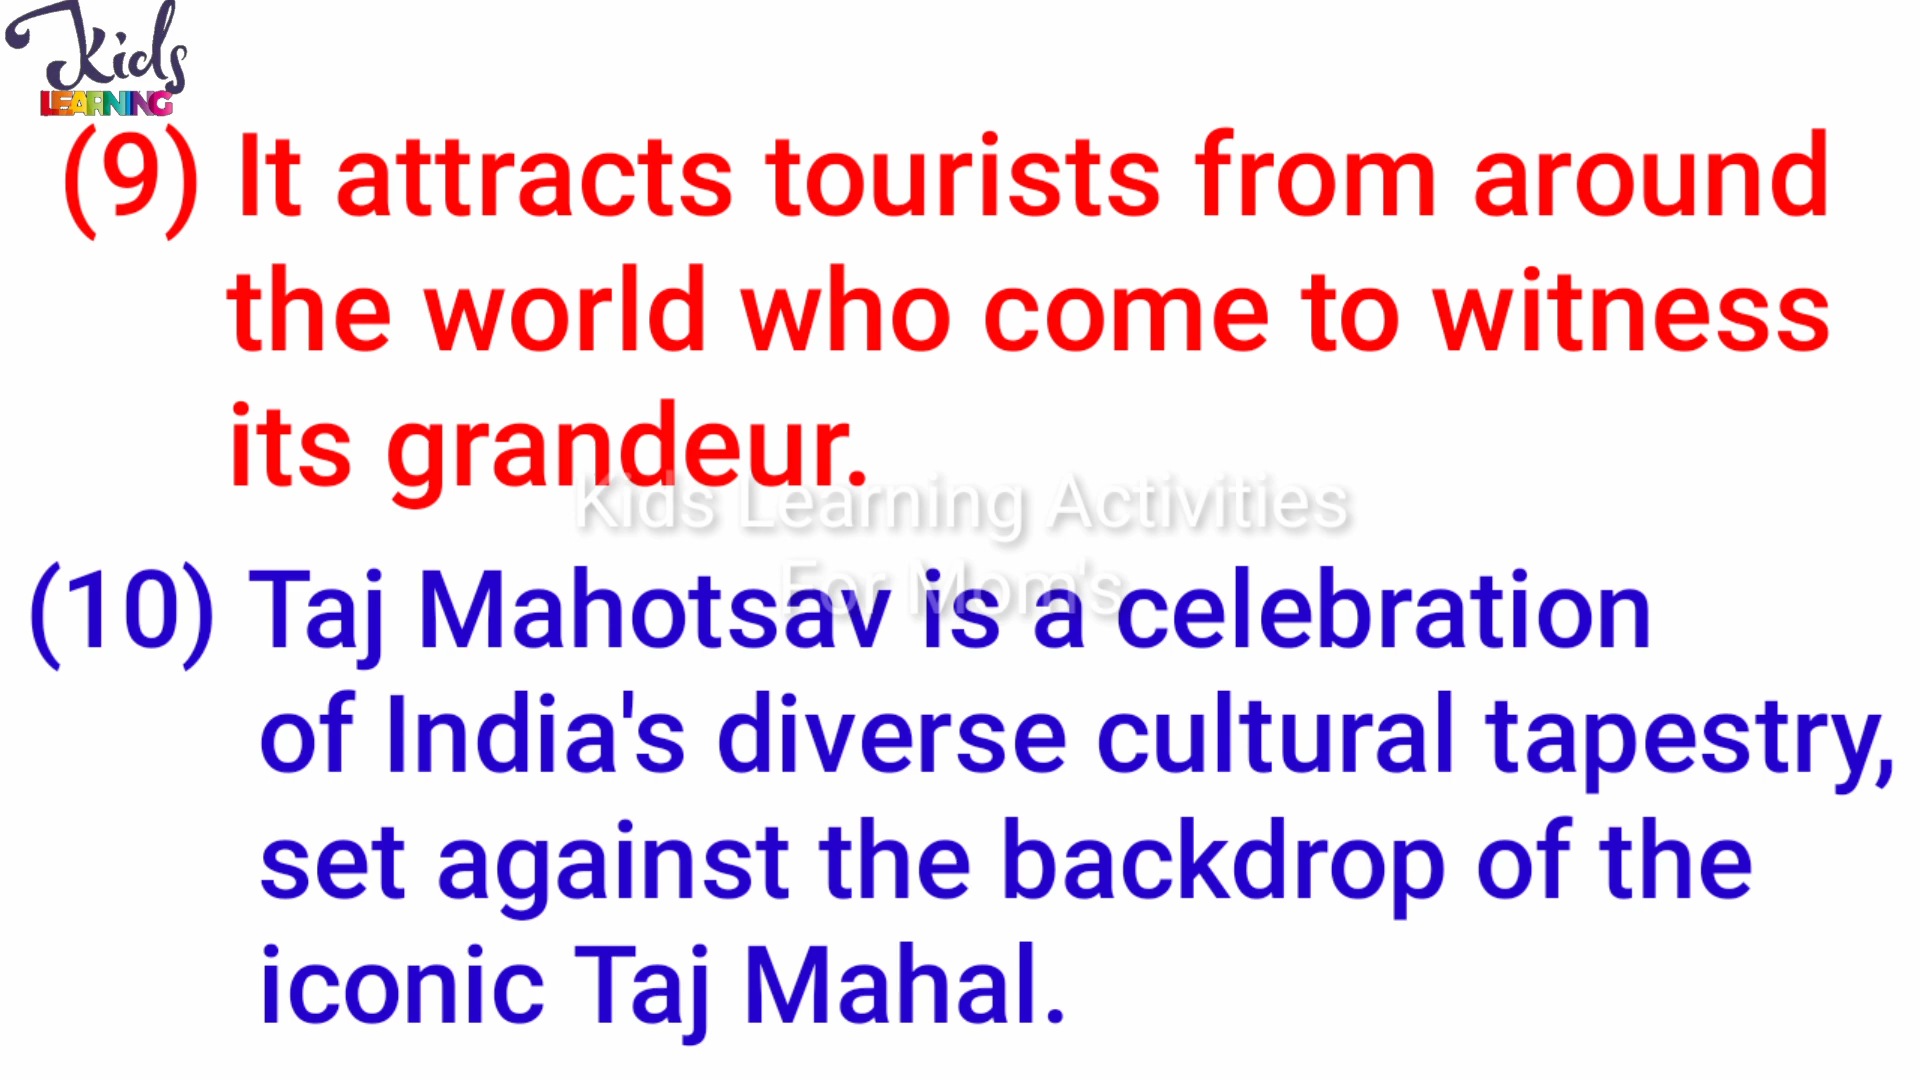 Kids
LEARNING
(9) It attracts tourists from around
the world who come to witness
its grandeur.
Kids Learning Activities
For Mom's
(10) Taj Mahotsav is a celebration
of India's diverse cultural tapestry,
set against the backdrop of the
iconic Taj Mahal.